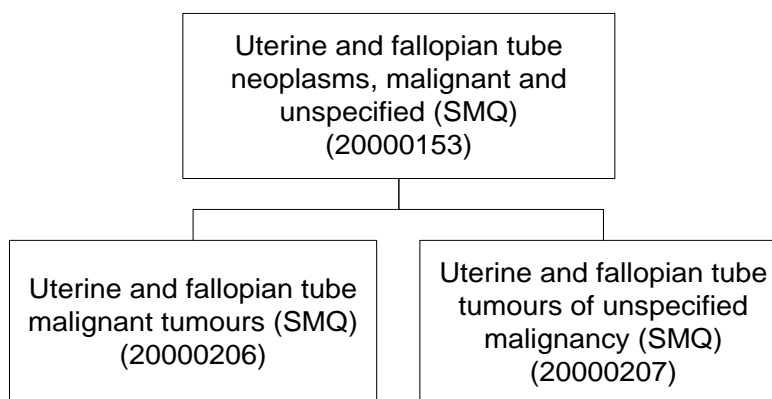 Uterine and fallopian tube
neoplasms, malignant and
unspecified (SMQ)
(20000153)
Uterine and fallopian tube
malignant tumours (SMQ)
(20000206)
Uterine and fallopian tube
tumours of unspecified
malignancy (SMQ)
(20000207)